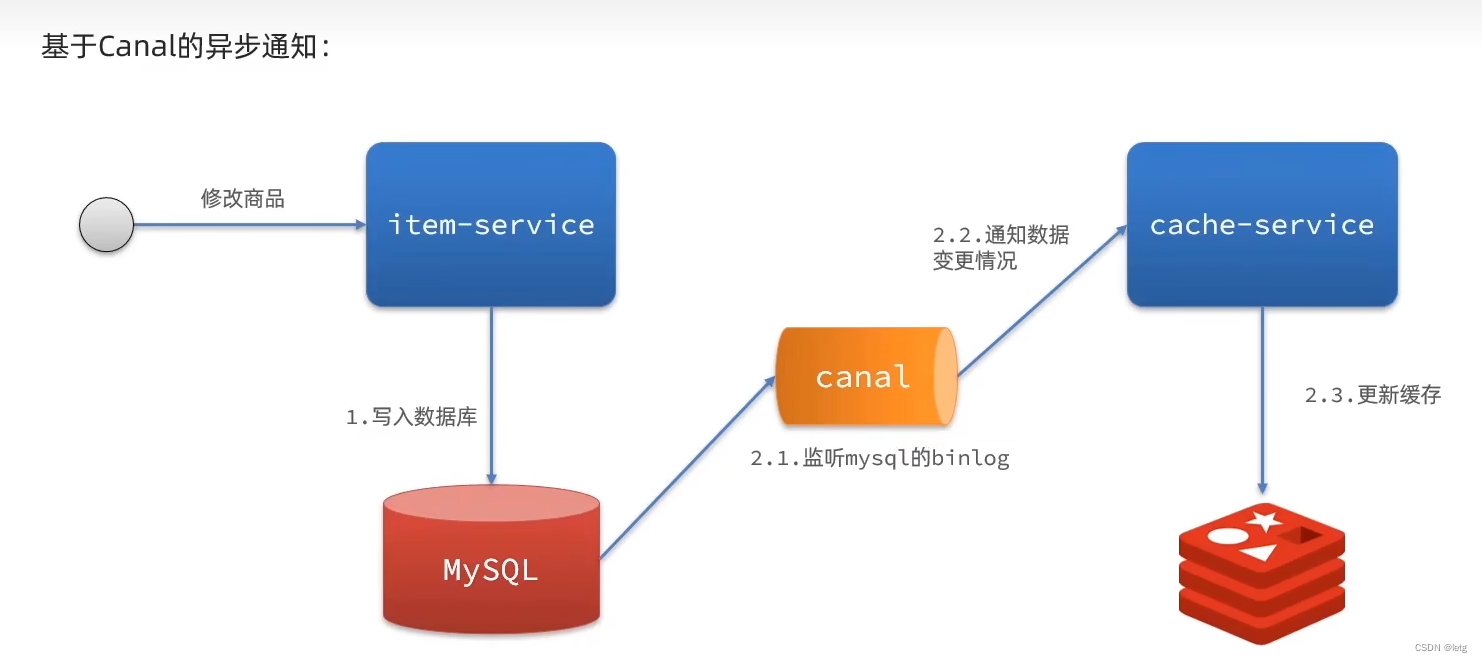 基于Canal的异步通知：
修改商品
item-service
cache-service
2.2.通知数据
变更情况
canal
1.写入数据库
2.3.更新缓存
2.1.监听mysql的binlog
MySQL
CSDN @letg